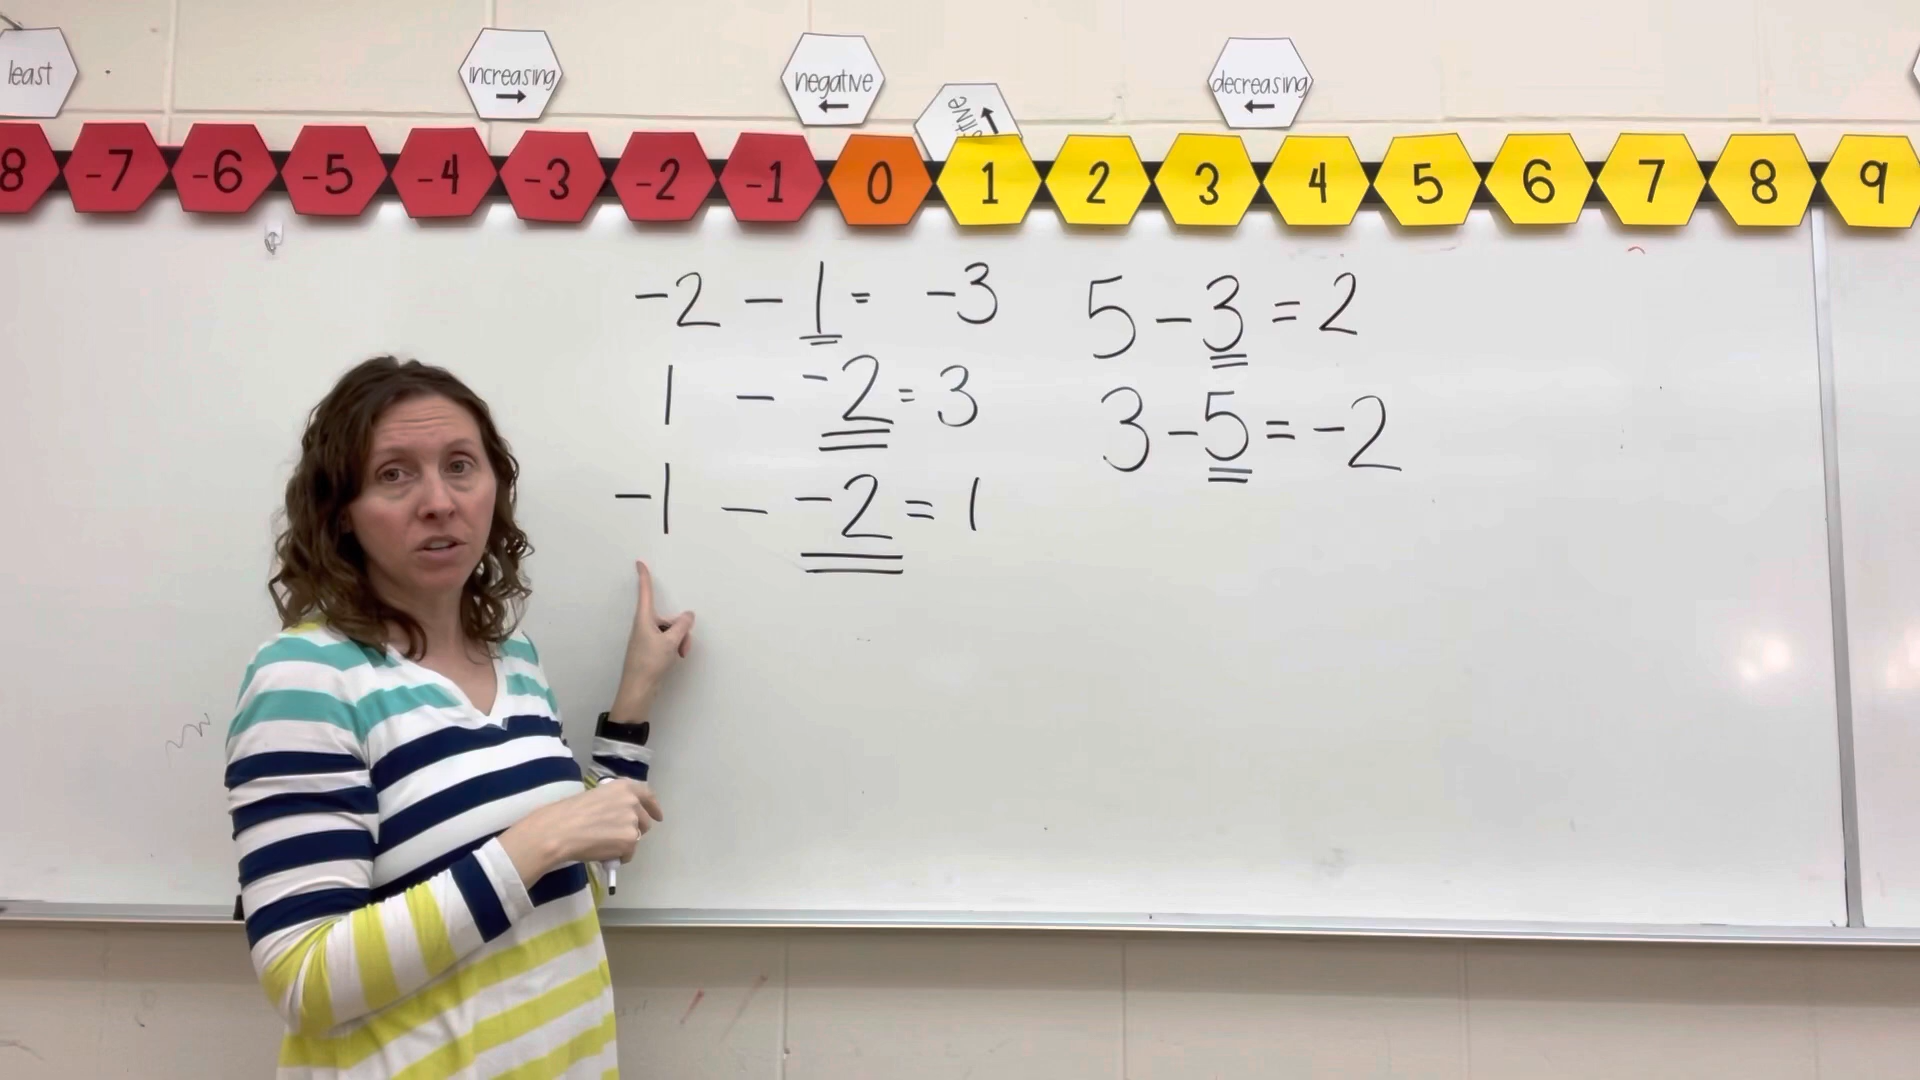 least
increasing →
negative ←
decreasing ←
8 -7 -6 -5 -4 -3 -2 -1 0 1 2 3 4 5 6 7 8 9
-2 - 1 = -3
1 - -2 = 3
-1 - -2 = 1
5 - 3 = 2
3 - 5 = -2